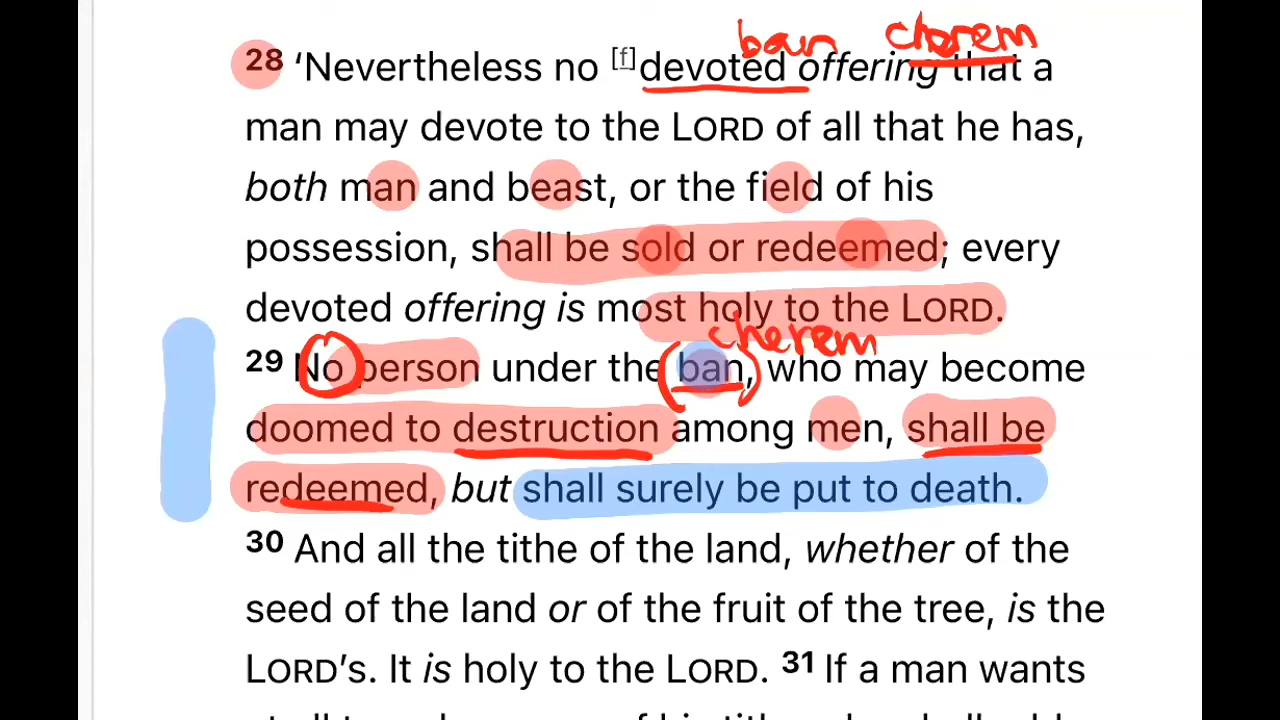 ban cherem
28 ‘Nevertheless no [f]devoted offering that a
man may devote to the LORD of all that he has,
both man and beast, or the field of his
possession, shall be sold or redeemed; every
devoted offering is most holy to the LORD.
cherem
29 No person under the (ban), who may become
doomed to destruction among men, shall be
redeemed, but shall surely be put to death.
30 And all the tithe of the land, whether of the
seed of the land or of the fruit of the tree, is the
LORD’s. It is holy to the LORD. 31 If a man wants